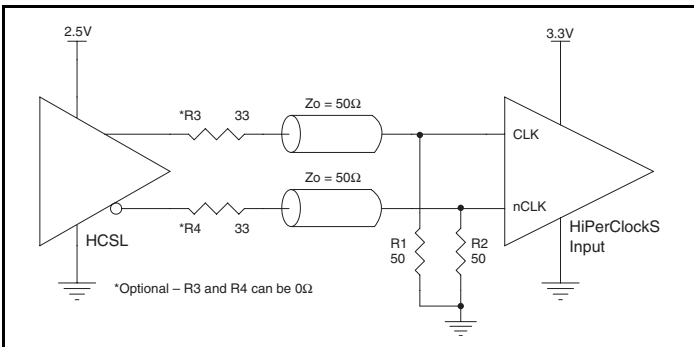 2.5V
3.3V
*R3 33
Zo = 50Ω
CLK
Zo = 50Ω
*R4 33
nCLK
HCSL
R1
50
R2
50
HiPerClockS
Input
*Optional – R3 and R4 can be 0Ω